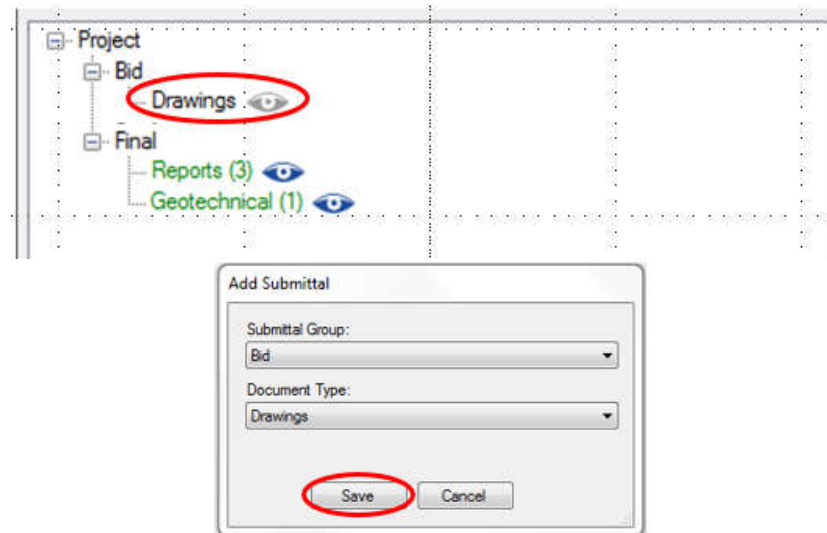 Project
Bid
Drawings
Final
Reports (3)
Geotechnical (1)
Add Submittal
Submittal Group:
Bid
Document Type:
Drawings
Save Cancel